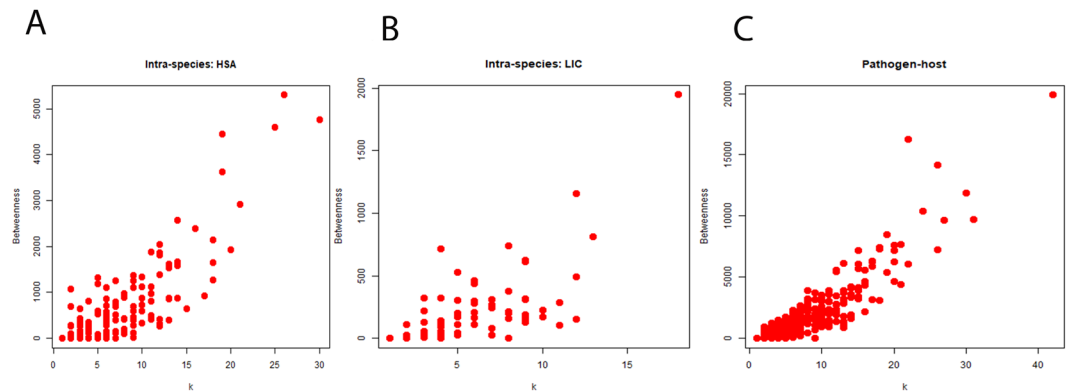 A
B
C
Intra-species: HSA
Intra-species: LIC
Pathogen-host
Betweenness
0
1000
2000
3000
4000
5000
0
5
10
15
20
25
30
k
Betweenness
0
500
1000
1500
2000
5
10
15
k
Betweenness
0
5000
10000
15000
20000
0
10
20
30
40
k